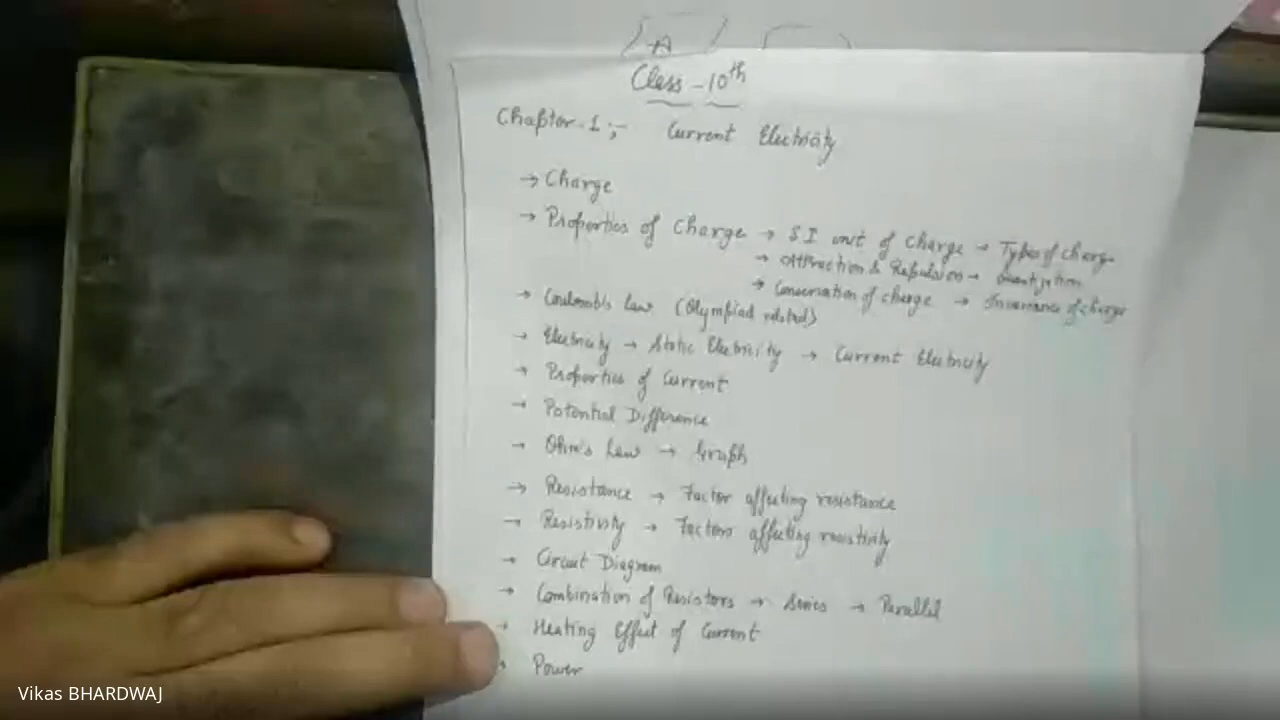 A
Class - 10th
Chapter-1 :- Current Electricity
→ Charge
→ Properties of Charge → SI unit of Charge → Types of charge
→ Attraction & Repulsion → Quantization
→ Conservation of charge → Invariance of charge
→ Coulomb's Law (Olympiad related)
→ Electricity → Static Electricity → Current Electricity
→ Properties of Current
→ Potential Difference
→ Ohm's Law → Graph
→ Resistance → Factor affecting resistance
→ Resistivity → Factors affecting resistivity
→ Circuit Diagram
→ Combination of Resistors → Series → Parallel
→ Heating Effect of Current
→ Power
Vikas BHARDWAJ